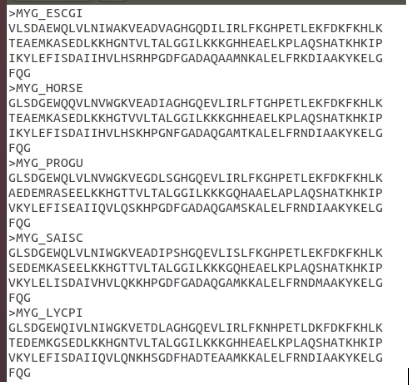 >MYG_ESCGI
VLSDAEWQLVLNIWAKVEADVAGHGQDILIRLFKGHPETLEKFDKFKHLK
TEAEMKASEDLKKHGNTVLTALGGILKKKGHHEAELKPLAQSHATKHKIP
IKYLEFISDAIIHVLHSRHPGDFGADAQAAMNKALELFRKDIAAKYKELG
FQG
>MYG_HORSE
GLSDGEWQQVLNVWGKVEADIAGHGQEVLIRLFTGHPETLEKFDKFKHLK
TEAEMKASEDLKKHGTVVLTALGGILKKKGHHEAELKPLAQSHATKHKIP
IKYLEFISDAIIHVLHSKHPGNFGADAQGAMTKALELFRNDIAAKYKELG
FQG
>MYG_PROGU
GLSDGEWQLVLNVWGKVEGDLSGHGQEVLIRLFKGHPETLEKFDKFKHLK
AEDEMRASEELKKHGTTVLTALGGILKKKGQHAAELAPLAQSHATKHKIP
VKYLEFISEAIIQVLQSKHPGDFGADAQGAMSKALELFRNDIAAKYKELG
FQG
>MYG_SAISC
GLSDGEWQLVLNIWGKVEADIPSHGQEVLISLFKGHPETLEKFDKFKHLK
SEDEMKASEELKKHGTTVLTALGGILKKKGQHEAELKPLAQSHATKHKIP
VKYLELISDAIVHVLQKKHPGDFGADAQGAMKKALELFRNDMAAKYKELG
FQG
>MYG_LYCPI
GLSDGEWQIVLNIWGKVETDLAGHGQEVLIRLFKNHPETLDKFDKFKHLK
TEDEMKGSEDLKKHGNTVLTALGGILKKKGHHEAELKPLAQSHATKHKIP
VKYLEFISDAIIQVLQNKHSGDFHADTEAAMKKALELFRNDIAAKYKELG
FQG